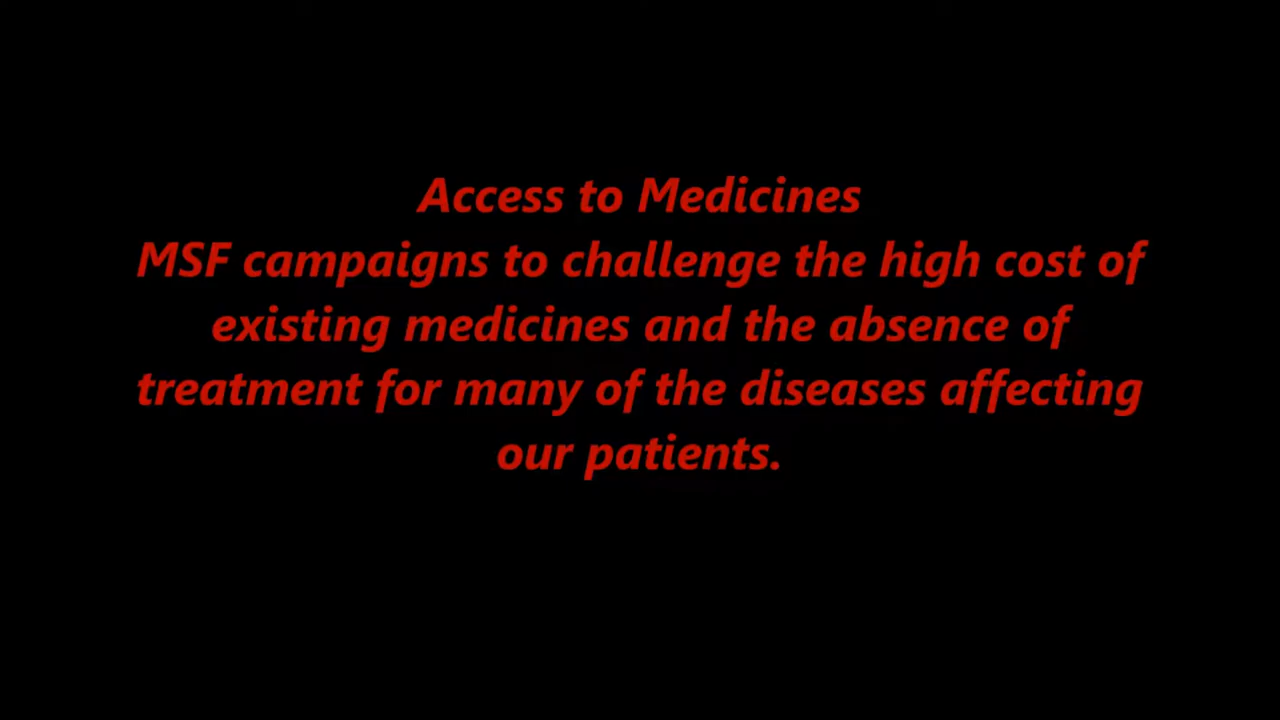 Access to Medicines
MSF campaigns to challenge the high cost of
existing medicines and the absence of
treatment for many of the diseases affecting
our patients.